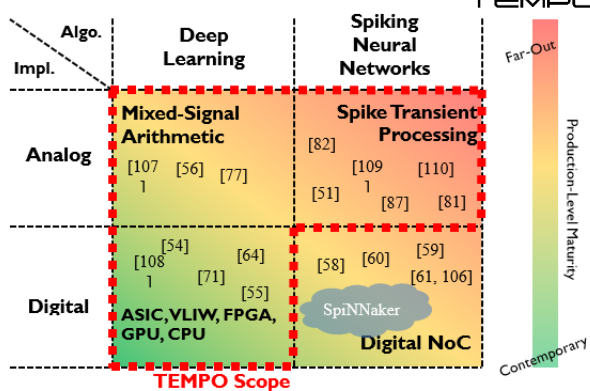 TEMPO
Algo.
Impl.
Deep
Learning
Spiking
Neural
Networks
Far-Out
Production-Level Maturity
Contemporary
Analog
Mixed-Signal
Arithmetic
[107
]
[56]
[77]
Spike Transient
Processing
[82]
[109
]
[110]
[51]
[87]
[81]
Digital
[54]
[108
]
[64]
[71]
[55]
ASIC, VLIW, FPGA,
GPU, CPU
[58]
[60]
[59]
[61, 106]
SpiNNaker
Digital NoC
TEMPO Scope